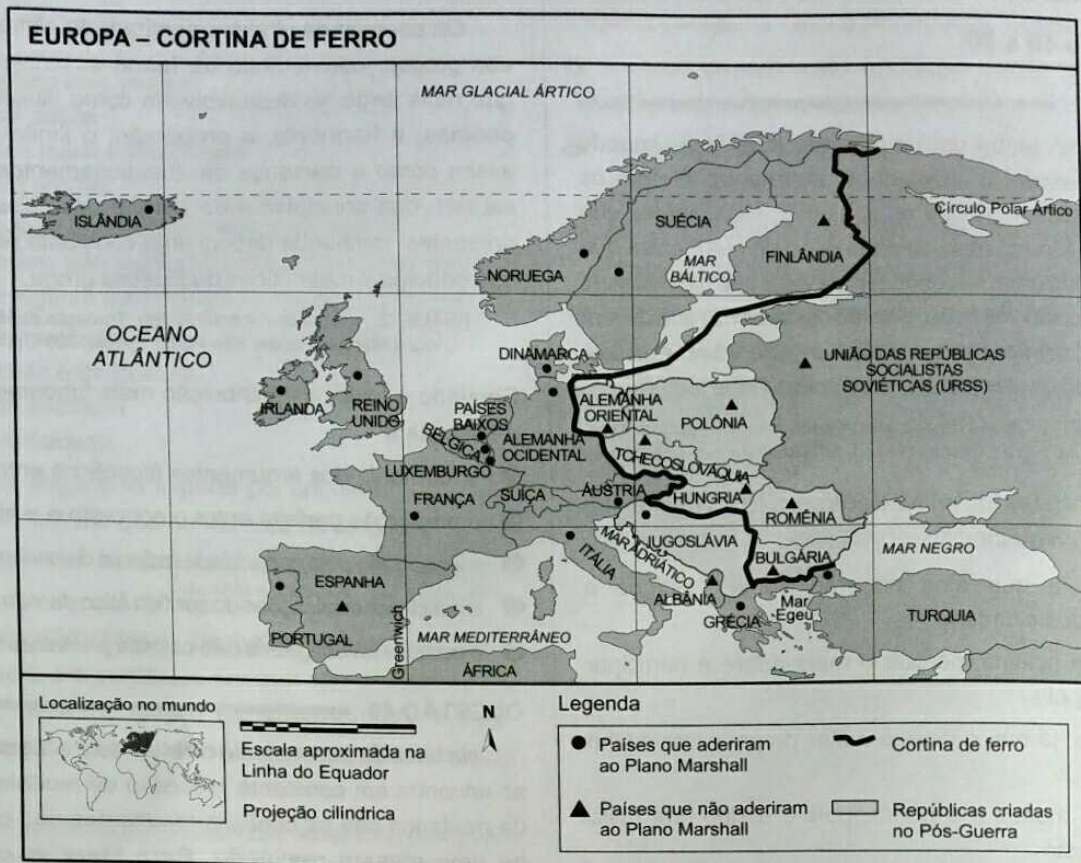 EUROPA – CORTINA DE FERRO
MAR GLACIAL ÁRTICO
ISLÂNDIA
SUÉCIA
Círculo Polar Ártico
FINLÂNDIA
MAR
BÁLTICO
NORUEGA
OCEANO
ATLÂNTICO
DINAMARCA
UNIÃO DAS REPÚBLICAS
SOCIALISTAS
SOVIÉTICAS (URSS)
IRLANDA
REINO
UNIDO
PAÍSES
BAIXOS
ALEMANHA
ORIENTAL
POLÔNIA
BÉLGICA
ALEMANHA
OCIDENTAL
TCHECOSLOVÁQUIA
LUXEMBURGO
FRANÇA
SUÍÇA
ÁUSTRIA
HUNGRIA
ROMÊNIA
IUGOSLÁVIA
MAR NEGRO
BULGÁRIA
MAR ADRIÁTICO
ITÁLIA
ESPANHA
ALBÂNIA
GRÉCIA
Mar
Egeu
TURQUIA
PORTUGAL
Greenwich
MAR MEDITERRÂNEO
ÁFRICA
Localização no mundo
N
Escala aproximada na
Linha do Equador
Projeção cilíndrica
Legenda
Países que aderiram
ao Plano Marshall
Cortina de ferro
Países que não aderiram
ao Plano Marshall
Repúblicas criadas
no Pós-Guerra